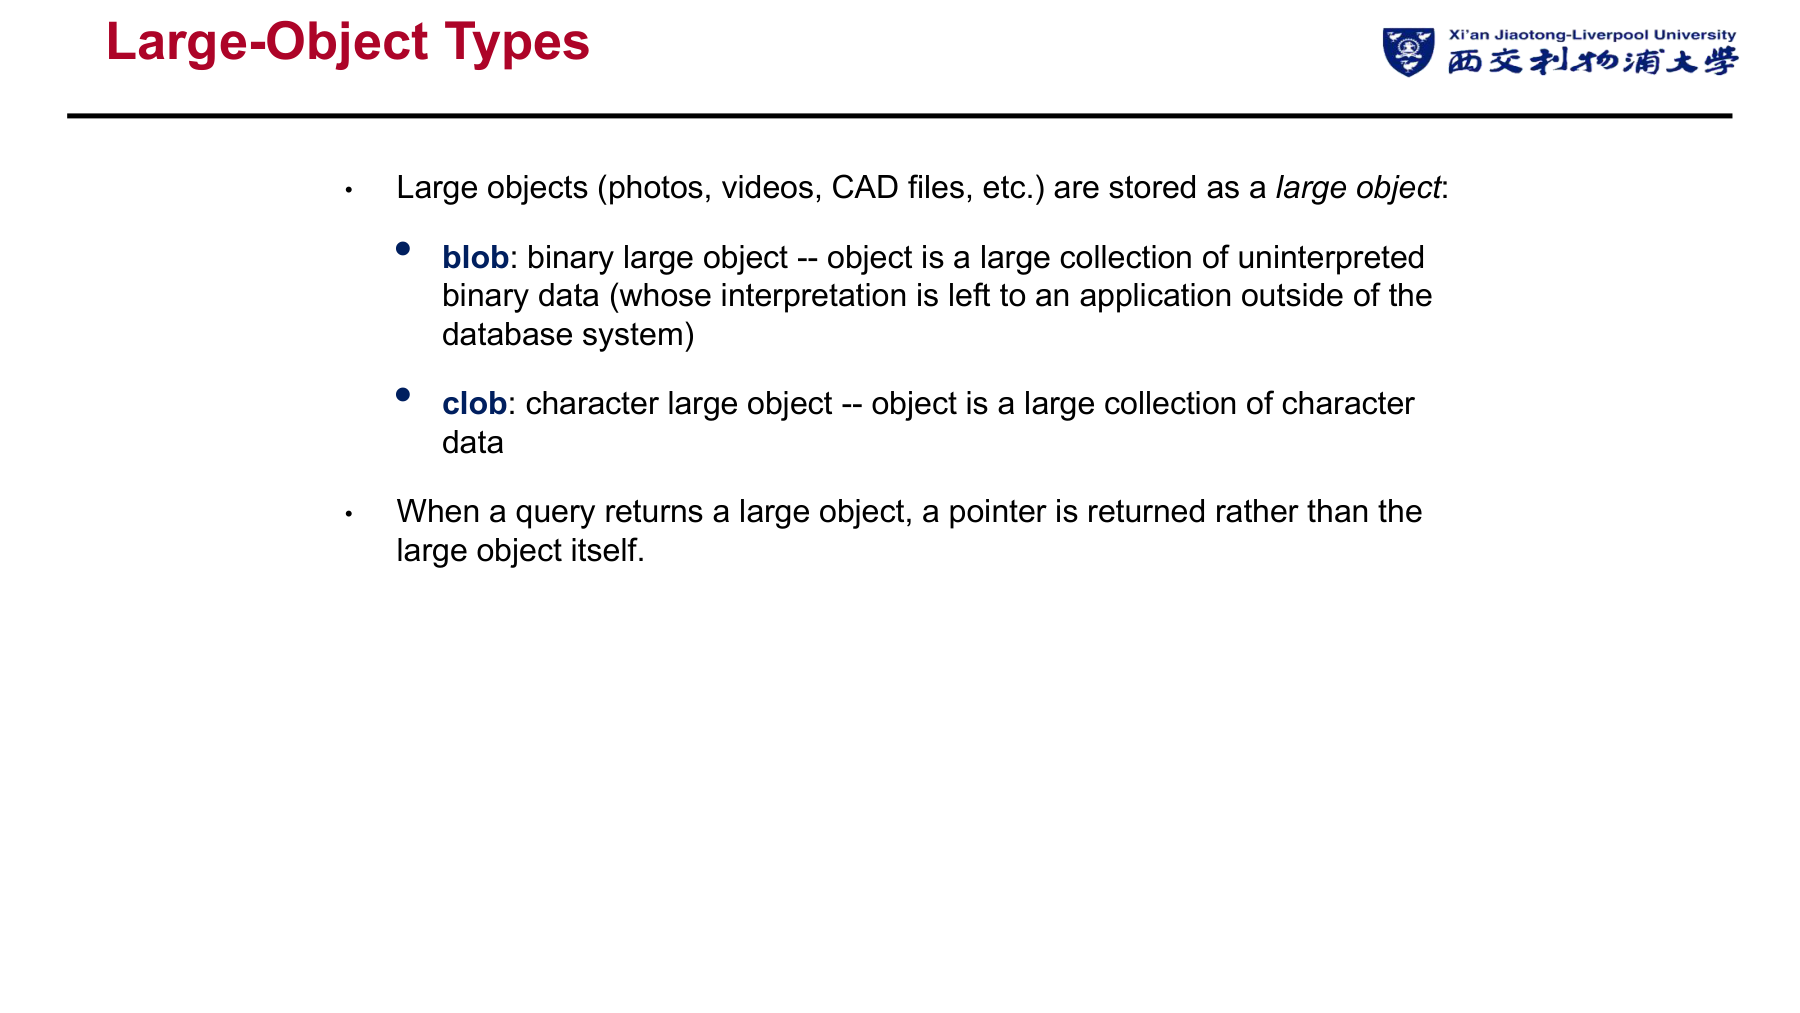 Large-Object Types
Xi'an Jiaotong-Liverpool University
西交利物浦大學
• Large objects (photos, videos, CAD files, etc.) are stored as a large object:
• blob: binary large object -- object is a large collection of uninterpreted
binary data (whose interpretation is left to an application outside of the
database system)
• clob: character large object -- object is a large collection of character
data
• When a query returns a large object, a pointer is returned rather than the
large object itself.